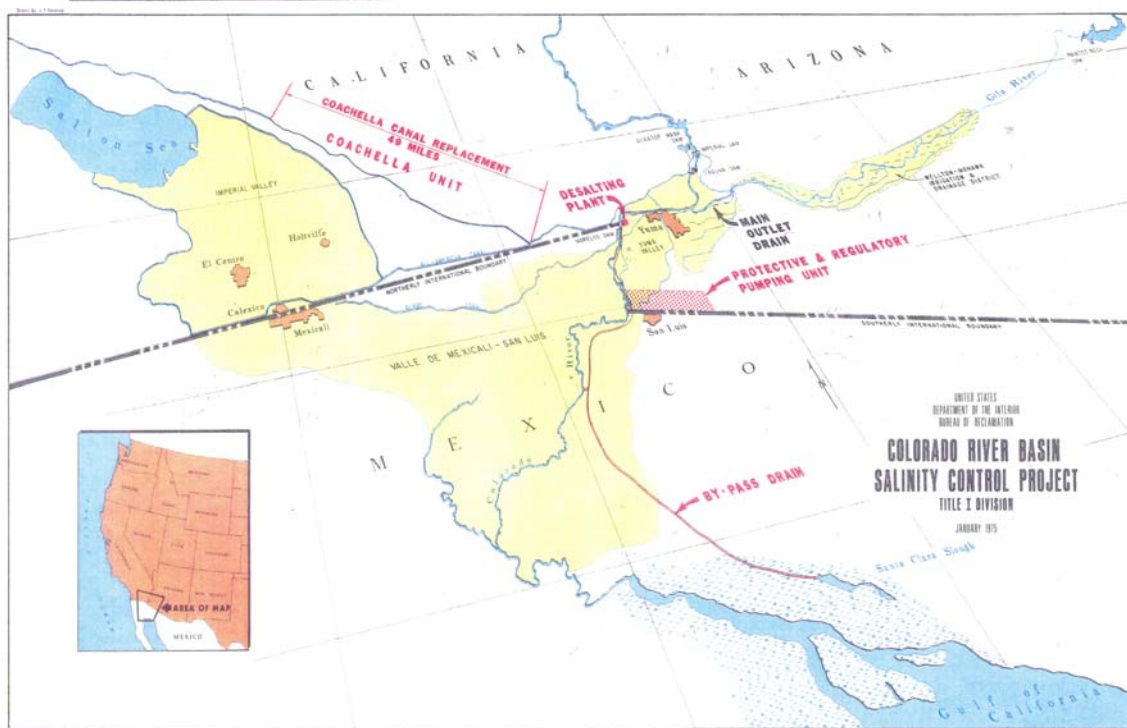 CALIFORNIA
ARIZONA
Salton Sea
COACHELLA CANAL REPLACEMENT
49 MILES
COACHELLA UNIT
IMPERIAL DAM
Gila River
WELLTON-MOHAWK
IRRIGATION &
DRAINAGE DISTRICT
IMPERIAL VALLEY
DESALTING
PLANT
MORELOS DAM
Yuma
YUMA
VALLEY
MAIN
OUTLET
DRAIN
Holtville
El Centro
NORTHERLY INTERNATIONAL BOUNDARY
PROTECTIVE & REGULATORY
PUMPING UNIT
Calexico
Mexicali
San Luis
SOUTHERLY INTERNATIONAL BOUNDARY
VALLE DE MEXICALI - SAN LUIS
Colorado River
MEXICO
BY-PASS DRAIN
Santa Clara Slough
Gulf of
California
UNITED STATES
DEPARTMENT OF THE INTERIOR
BUREAU OF RECLAMATION
COLORADO RIVER BASIN
SALINITY CONTROL PROJECT
TITLE I DIVISION
JANUARY 1975
AREA OF MAP
MEXICO